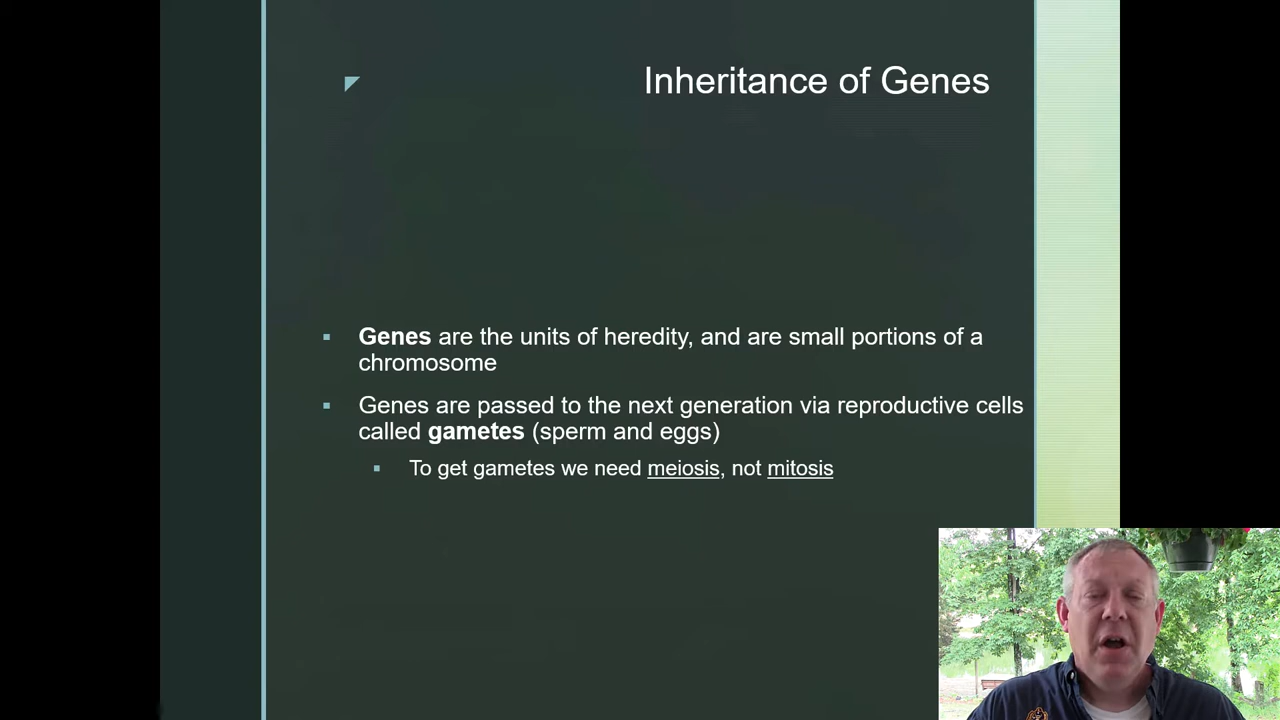 Inheritance of Genes
▪ Genes are the units of heredity, and are small portions of a
chromosome
▪ Genes are passed to the next generation via reproductive cells
called gametes (sperm and eggs)
▪ To get gametes we need meiosis, not mitosis